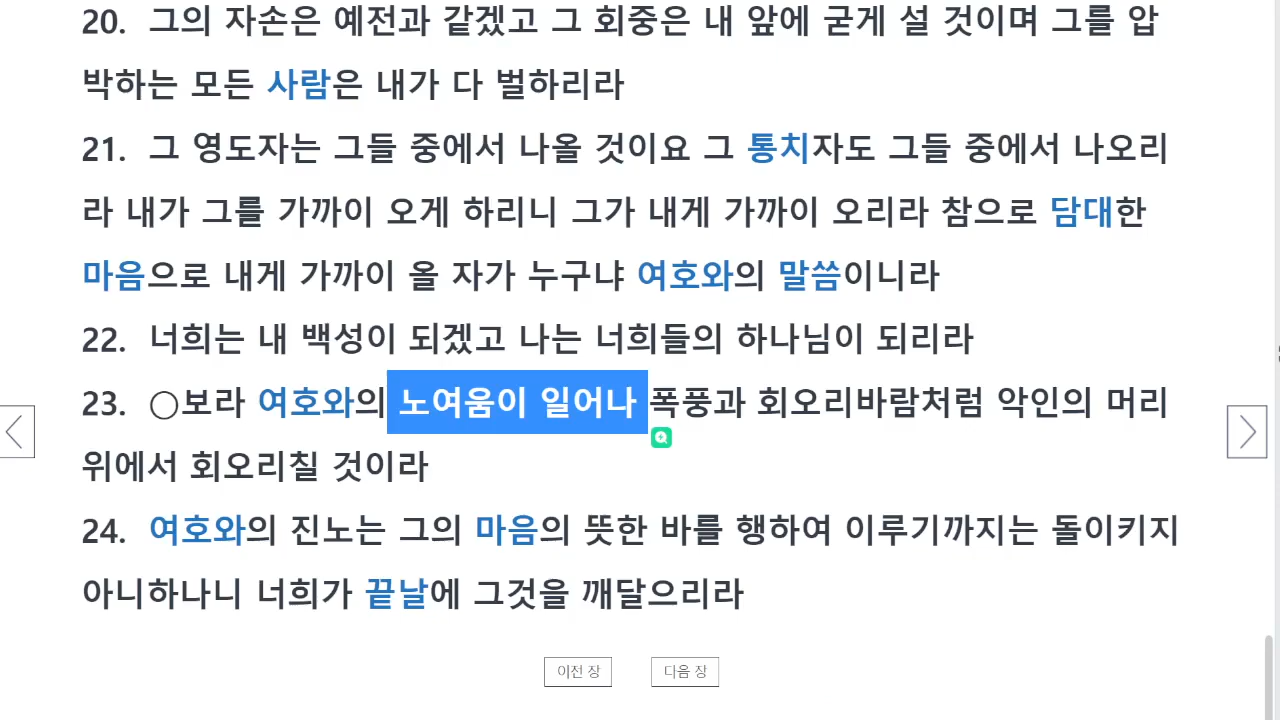 20. 그의 자손은 예전과 같겠고 그 회중은 내 앞에 굳게 설 것이며 그를 압
박하는 모든 사람은 내가 다 벌하리라
21. 그 영도자는 그들 중에서 나올 것이요 그 통치자도 그들 중에서 나오리
라 내가 그를 가까이 오게 하리니 그가 내게 가까이 오리라 참으로 담대한
마음으로 내게 가까이 올 자가 누구냐 여호와의 말씀이니라
22. 너희는 내 백성이 되겠고 나는 너희들의 하나님이 되리라
23. ○보라 여호와의 노여움이 일어나 폭풍과 회오리바람처럼 악인의 머리
위에서 회오리칠 것이라
24. 여호와의 진노는 그의 마음의 뜻한 바를 행하여 이루기까지는 돌이키지
아니하나니 너희가 끝날에 그것을 깨달으리라
이전 장 다음 장